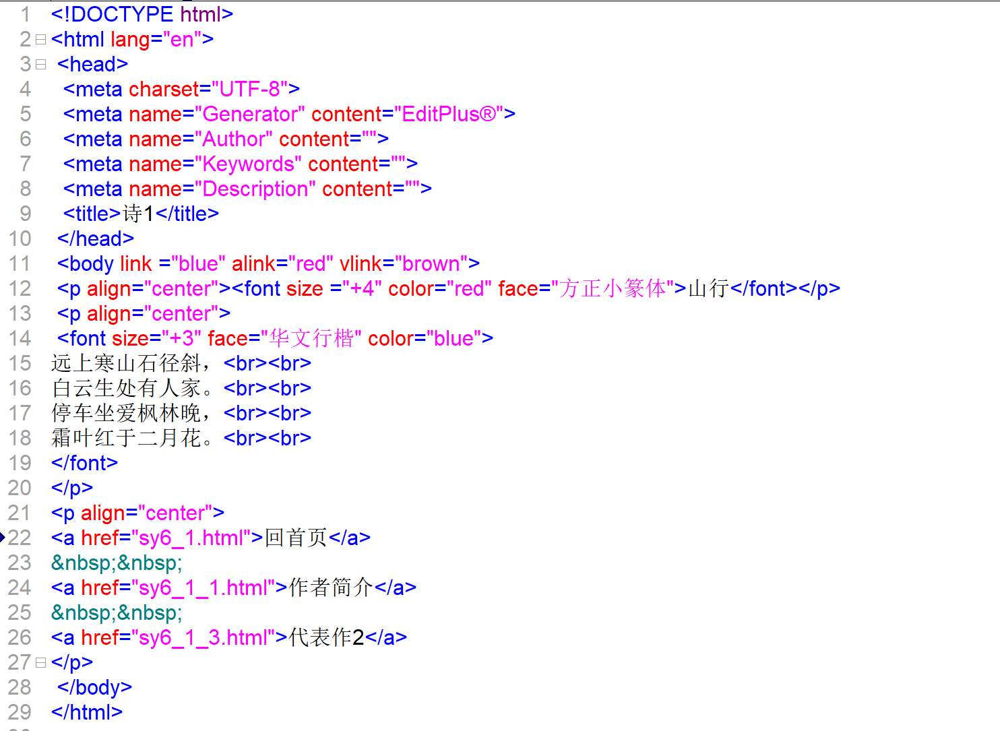 1 <!DOCTYPE html>
2 <html lang="en">
3 <head>
4 <meta charset="UTF-8">
5 <meta name="Generator" content="EditPlus®">
6 <meta name="Author" content="">
7 <meta name="Keywords" content="">
8 <meta name="Description" content="">
9 <title>诗1</title>
10 </head>
11 <body link ="blue" alink="red" vlink="brown">
12 <p align="center"><font size ="+4" color="red" face="方正小篆体">山行</font></p>
13 <p align="center">
14 <font size="+3" face="华文行楷" color="blue">
15 远上寒山石径斜，<br><br>
16 白云生处有人家。<br><br>
17 停车坐爱枫林晚，<br><br>
18 霜叶红于二月花。<br><br>
19 </font>
20 </p>
21 <p align="center">
22 <a href="sy6_1.html">回首页</a>
23 &nbsp;&nbsp;
24 <a href="sy6_1_1.html">作者简介</a>
25 &nbsp;&nbsp;
26 <a href="sy6_1_3.html">代表作2</a>
27 </p>
28 </body>
29 </html>